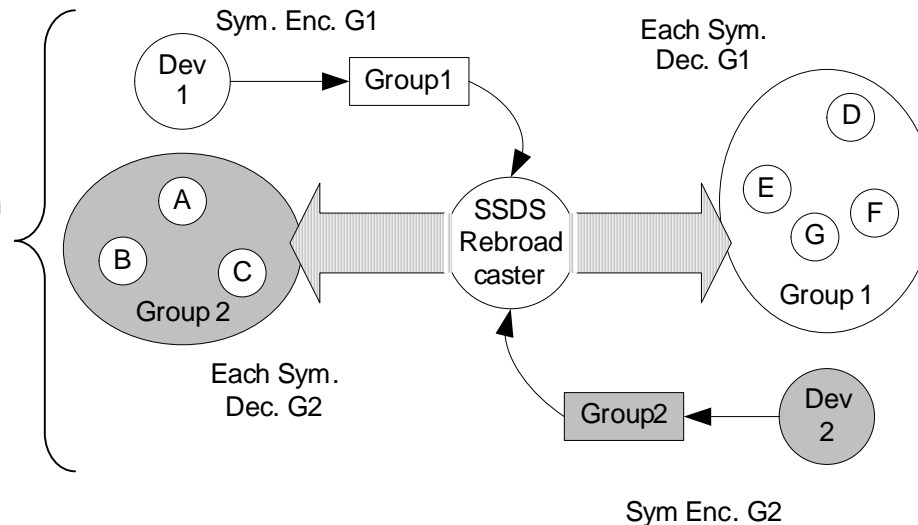 Sym. Enc. G1
Each Sym.
Dec. G1
Dev
1
Group1
D
E
F
G
Group 1
A
B
C
Group 2
SSDS
Rebroad
caster
Each Sym.
Dec. G2
Group2
Dev
2
Sym Enc. G2